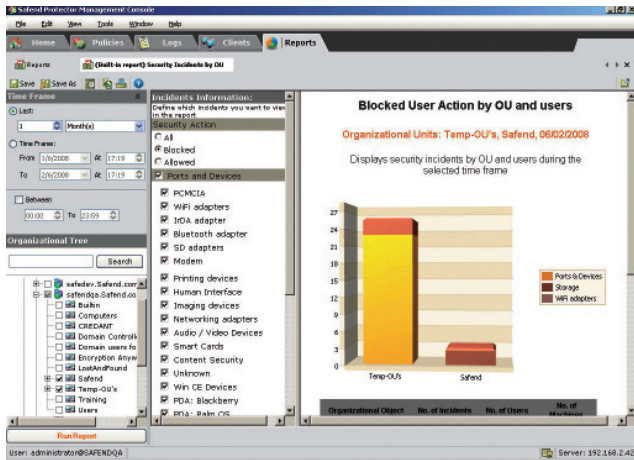 Safend Protector Management Console
File Edit View Tools Window Help
Home Policies Logs Clients Reports
Reports (Built-in report) Security Incidents by OU
Save Save As
Time Frame
Last:
1 Month(s)
Time Frame:
From 1/6/2008 At 17:19
To 2/6/2008 At 17:19
Between
00:00 To 23:59
Organizational Tree
Search
safedev.Safend.com
safendqa.Safend.co
Builtin
Computers
CREDANT
Domain Controlle
Domain users fo
Encryption Anyw
LostAndFound
Safend
Temp-OU's
Training
Users
Run Report
Incidents Information:
Define which incidents you want to view
in the report
Security Action
All
Blocked
Allowed
Ports and Devices
PCMCIA
WiFi adapters
IrDA adapter
Bluetooth adapter
SD adapters
Modem
Printing devices
Human Interface
Imaging devices
Networking adapters
Audio / Video Devices
Smart Cards
Content Security
Unknown
Win CE Devices
PDA: Blackberry
PDA: Palm OS
Blocked User Action by OU and users
Organizational Units: Temp-OU's, Safend, 06/02/2008
Displays security incidents by OU and users during the
selected time frame
27
24
21
18
15
12
9
6
3
0
Temp-OU's Safend
Ports & Devices
Storage
WiFi adapters
Organizational Object No. of Incidents No. of Users No. of
Machines
User: administrator@SAFENDQA Server: 192.168.2.42